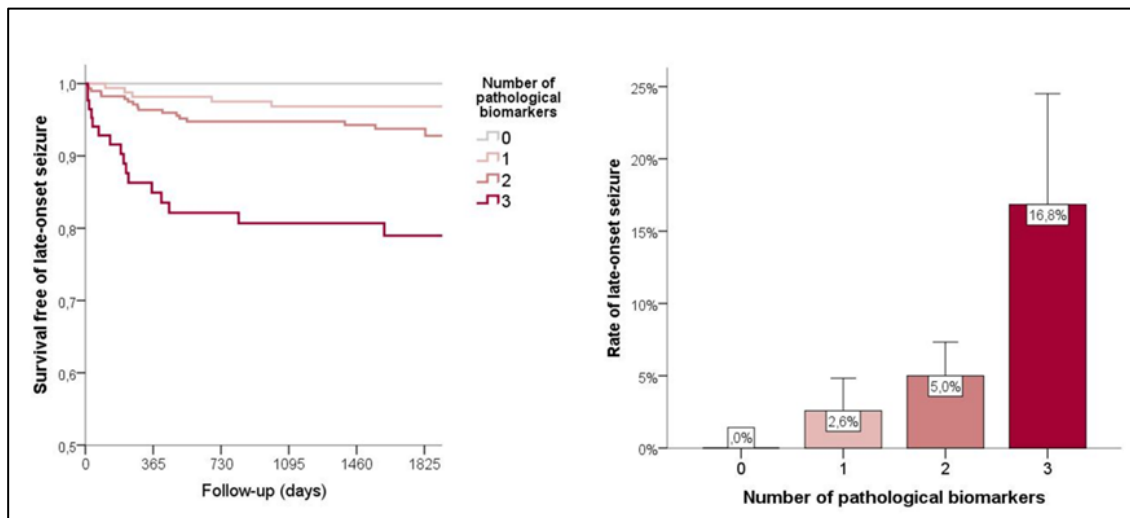 Survival free of late-onset seizure
1,0
0,9
0,8
0,7
0,6
0,5
0 365 730 1095 1460 1825
Follow-up (days)
Number of
pathological
biomarkers
0
1
2
3
Rate of late-onset seizure
25%
20%
15%
10%
5%
0%
,0%
2,6%
5,0%
16,8%
0 1 2 3
Number of pathological biomarkers